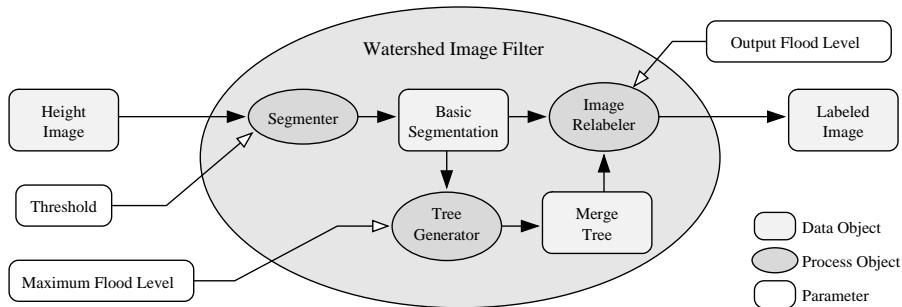 Watershed Image Filter
Output Flood Level
Height
Image
Segmenter
Basic
Segmentation
Image
Relabeler
Labeled
Image
Threshold
Tree
Generator
Merge
Tree
Maximum Flood Level
Data Object
Process Object
Parameter